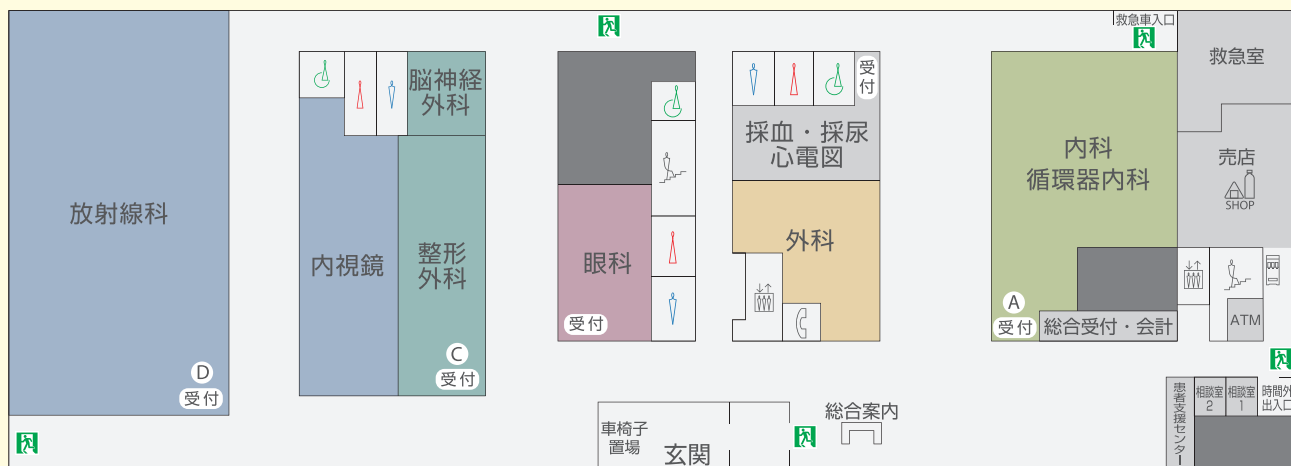 救急車入口
救急室
売店
SHOP
ATM
内科
循環器内科
A
受付
総合受付・会計
受付
採血・採尿
心電図
外科
眼科
受付
脳神経
外科
整形
外科
C
受付
内視鏡
放射線科
D
受付
車椅子
置場
玄関
総合案内
患者支援センター
相談室
2
相談室
1
時間外
出入口